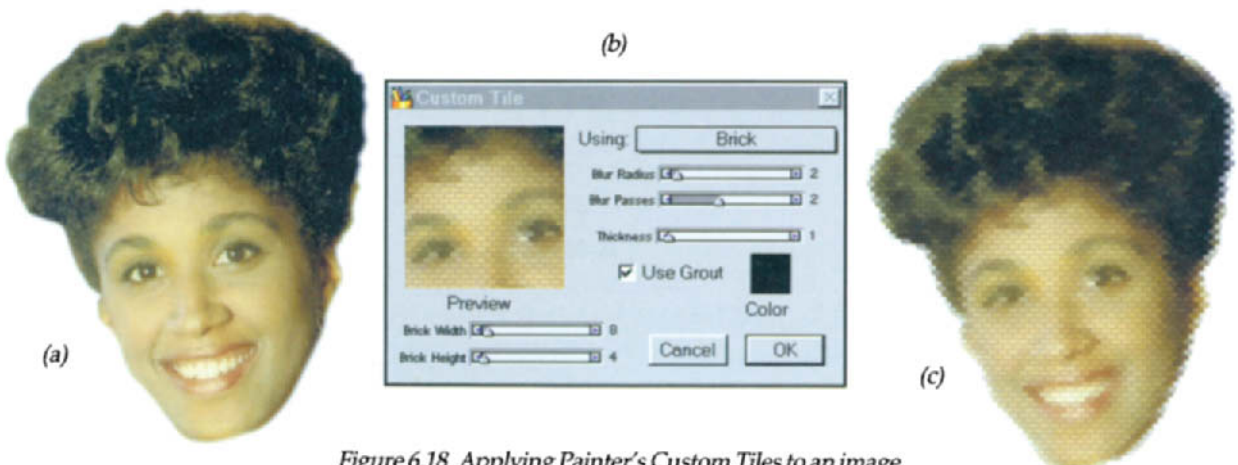 (b)
Custom Tile
Using: Brick
Blur Radius 2
Blur Passes 2
Thickness 1
Use Grout
Preview
Color
Brick Width 8
Brick Height 4
Cancel OK
(a)
(c)
Figure 6.18 Applying Painter's Custom Tiles to an image